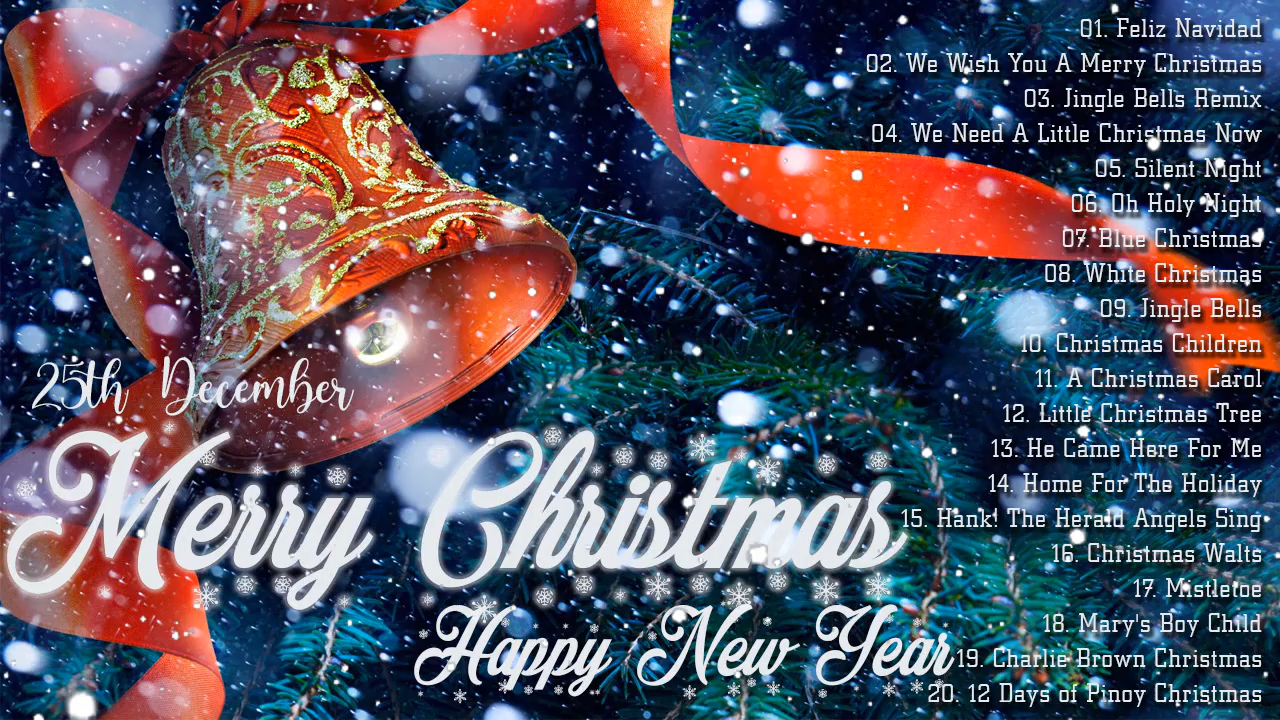 01. Feliz Navidad
02. We Wish You A Merry Christmas
03. Jingle Bells Remix
04. We Need A Little Christmas Now
05. Silent Night
06. Oh Holy Night
07. Blue Christmas
08. White Christmas
09. Jingle Bells
10. Christmas Children
11. A Christmas Carol
12. Little Christmas Tree
13. He Came Here For Me
14. Home For The Holiday
15. Hank! The Herald Angels Sing
16. Christmas Walts
17. Mistletoe
18. Mary's Boy Child
19. Charlie Brown Christmas
20. 12 Days of Pinoy Christmas
25th December
Merry Christmas
Happy New Year